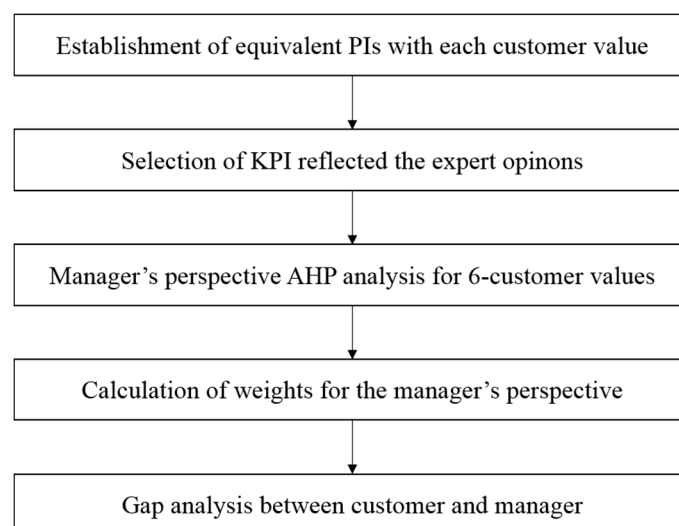 Establishment of equivalent PIs with each customer value
Selection of KPI reflected the expert opinons
Manager’s perspective AHP analysis for 6-customer values
Calculation of weights for the manager’s perspective
Gap analysis between customer and manager